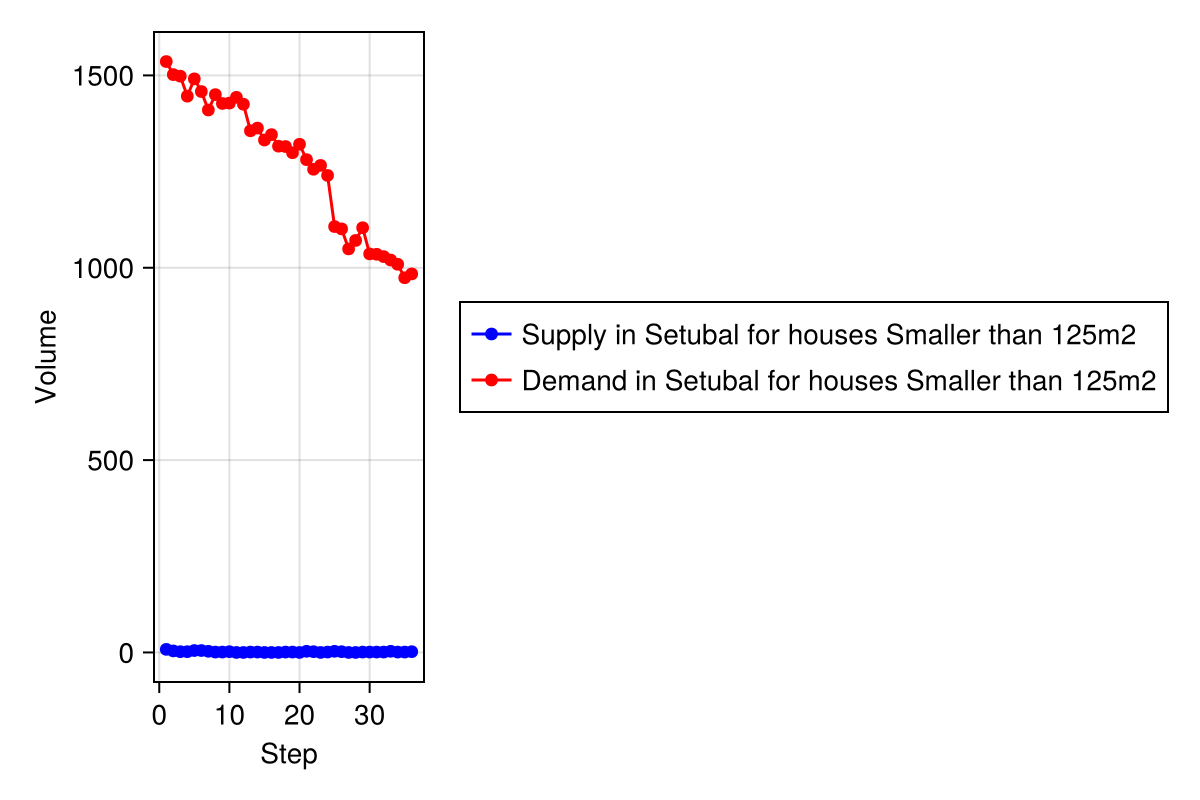 1500
1000
500
0
Volume
0 10 20 30
Step
Supply in Setubal for houses Smaller than 125m2
Demand in Setubal for houses Smaller than 125m2